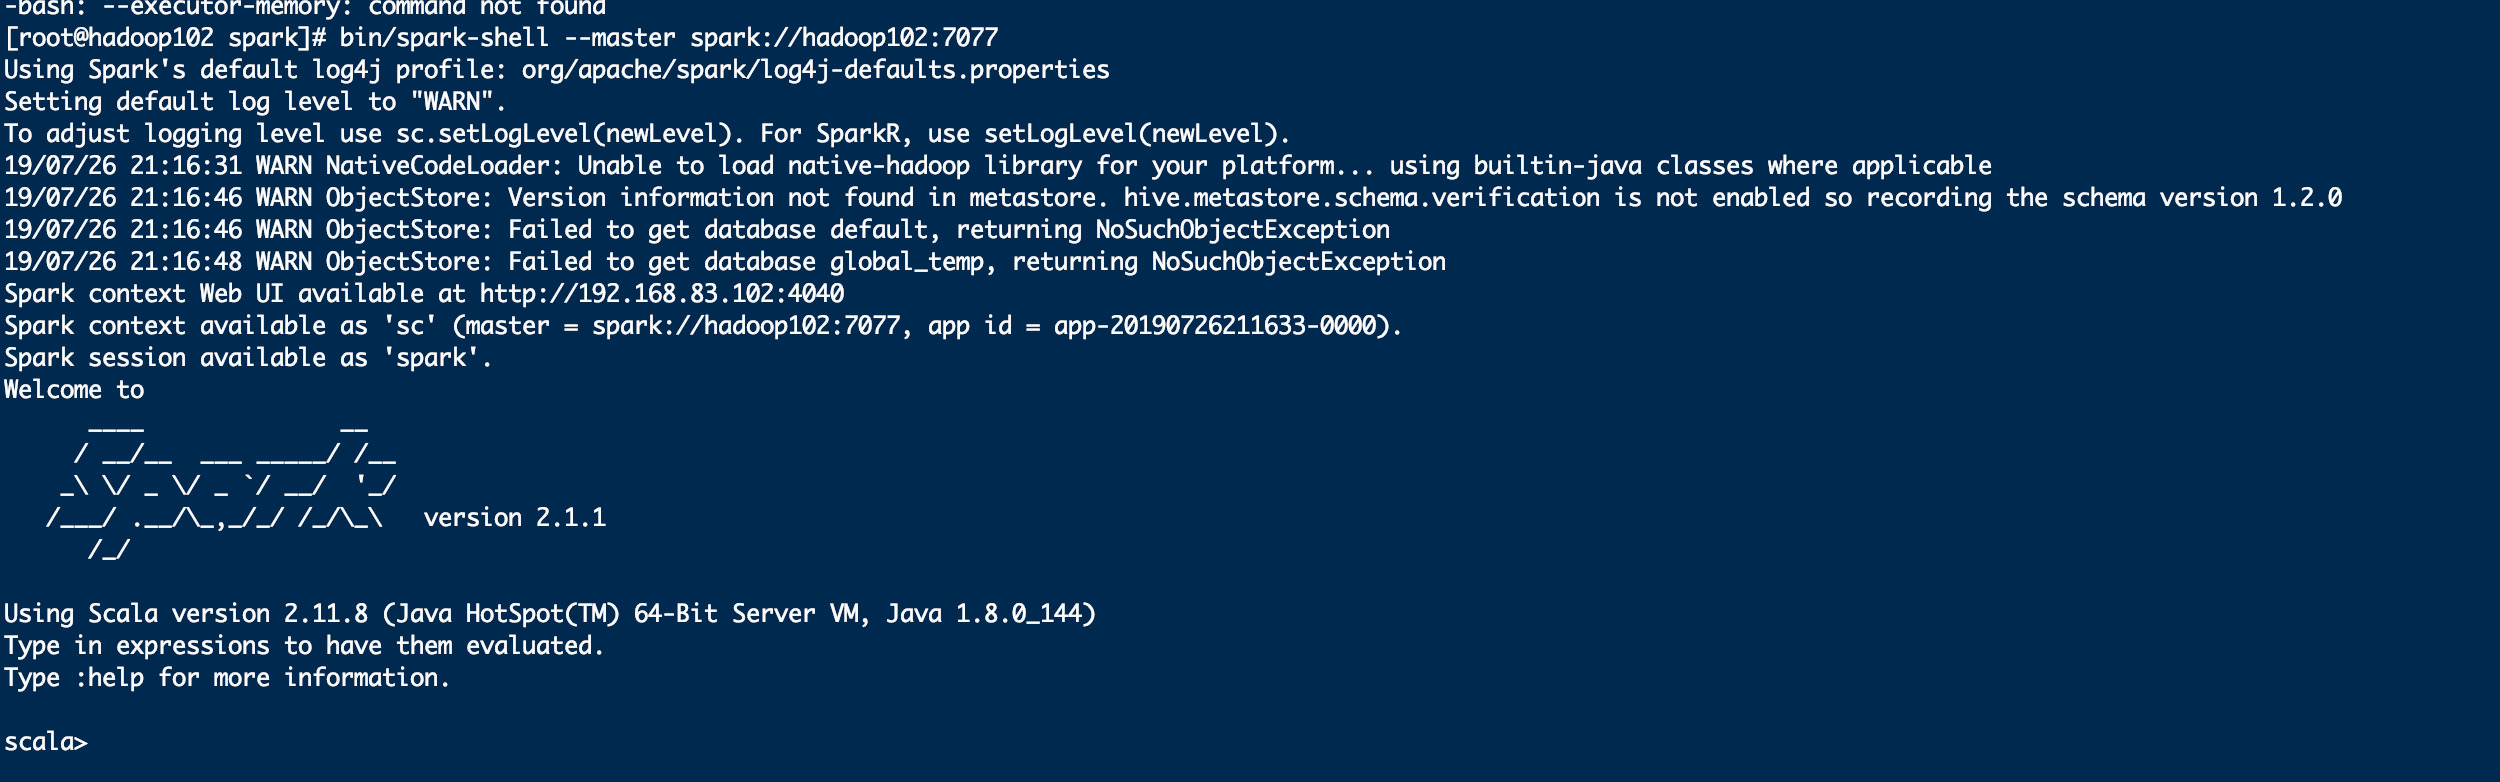 -bash: --executor-memory: command not found
[root@hadoop102 spark]# bin/spark-shell --master spark://hadoop102:7077
Using Spark's default log4j profile: org/apache/spark/log4j-defaults.properties
Setting default log level to "WARN".
To adjust logging level use sc.setLogLevel(newLevel). For SparkR, use setLogLevel(newLevel).
19/07/26 21:16:31 WARN NativeCodeLoader: Unable to load native-hadoop library for your platform... using builtin-java classes where applicable
19/07/26 21:16:46 WARN ObjectStore: Version information not found in metastore. hive.metastore.schema.verification is not enabled so recording the schema version 1.2.0
19/07/26 21:16:46 WARN ObjectStore: Failed to get database default, returning NoSuchObjectException
19/07/26 21:16:48 WARN ObjectStore: Failed to get database global_temp, returning NoSuchObjectException
Spark context Web UI available at http://192.168.83.102:4040
Spark context available as 'sc' (master = spark://hadoop102:7077, app id = app-20190726211633-0000).
Spark session available as 'spark'.
Welcome to
      ____              __
     / __/__  ___ _____/ /__
    _\ \/ _ \/ _ `/ __/  '_/
   /___/ .__/\_,_/_/ /_/\_\   version 2.1.1
      /_/
Using Scala version 2.11.8 (Java HotSpot(TM) 64-Bit Server VM, Java 1.8.0_144)
Type in expressions to have them evaluated.
Type :help for more information.
scala>